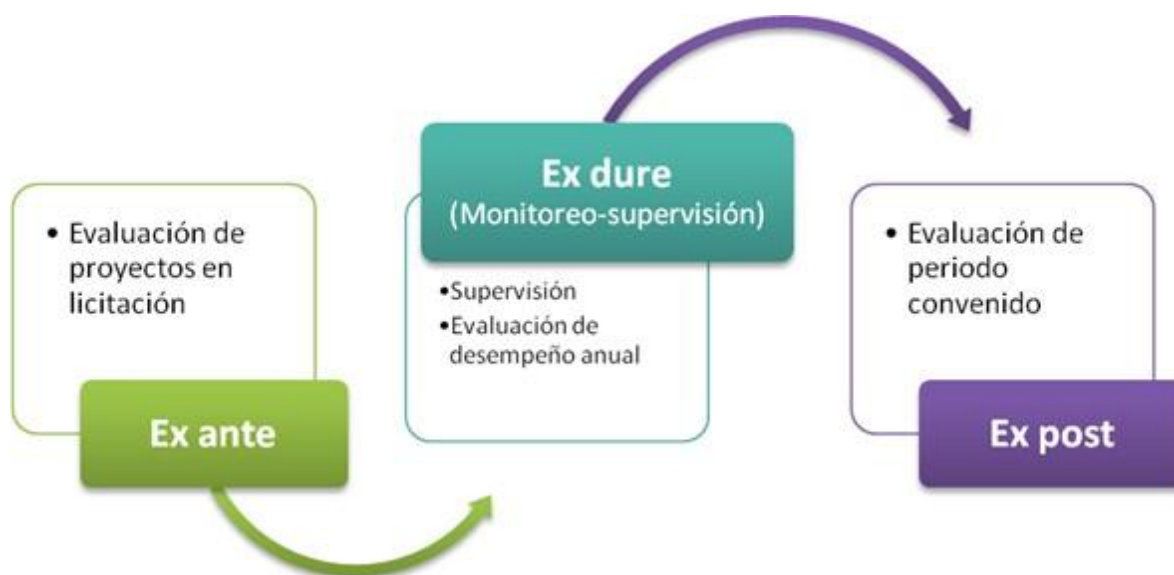 • Evaluación de
proyectos en
licitación
Ex ante
Ex dure
(Monitoreo-supervisión)
•Supervisión
•Evaluación de
desempeño anual
• Evaluación de
periodo
convenido
Ex post